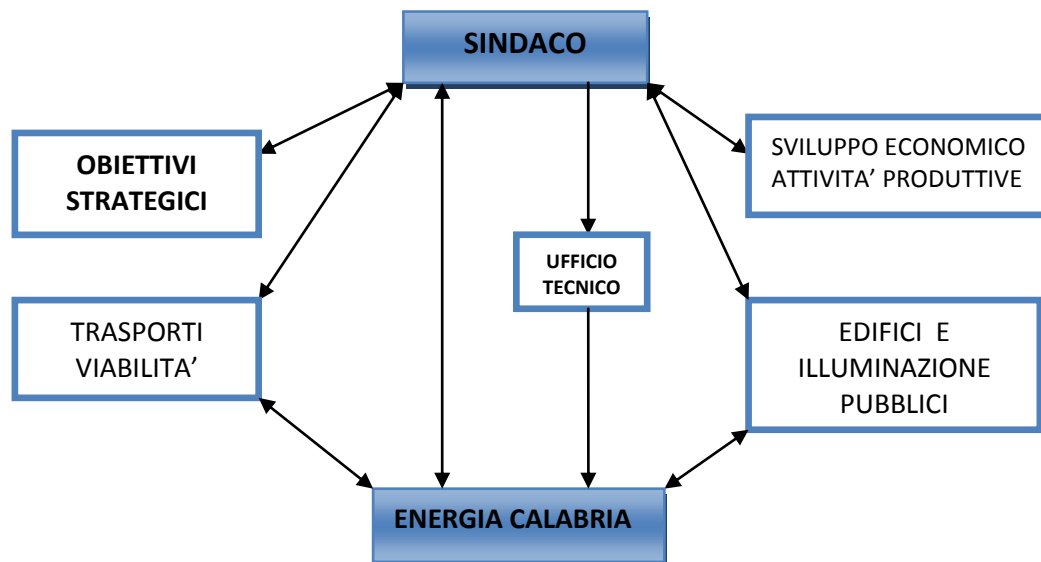 SINDACO
OBIETTIVI
STRATEGICI
SVILUPPO ECONOMICO
ATTIVITA’ PRODUTTIVE
UFFICIO
TECNICO
TRASPORTI
VIABILITA’
EDIFICI E
ILLUMINAZIONE
PUBBLICI
ENERGIA CALABRIA